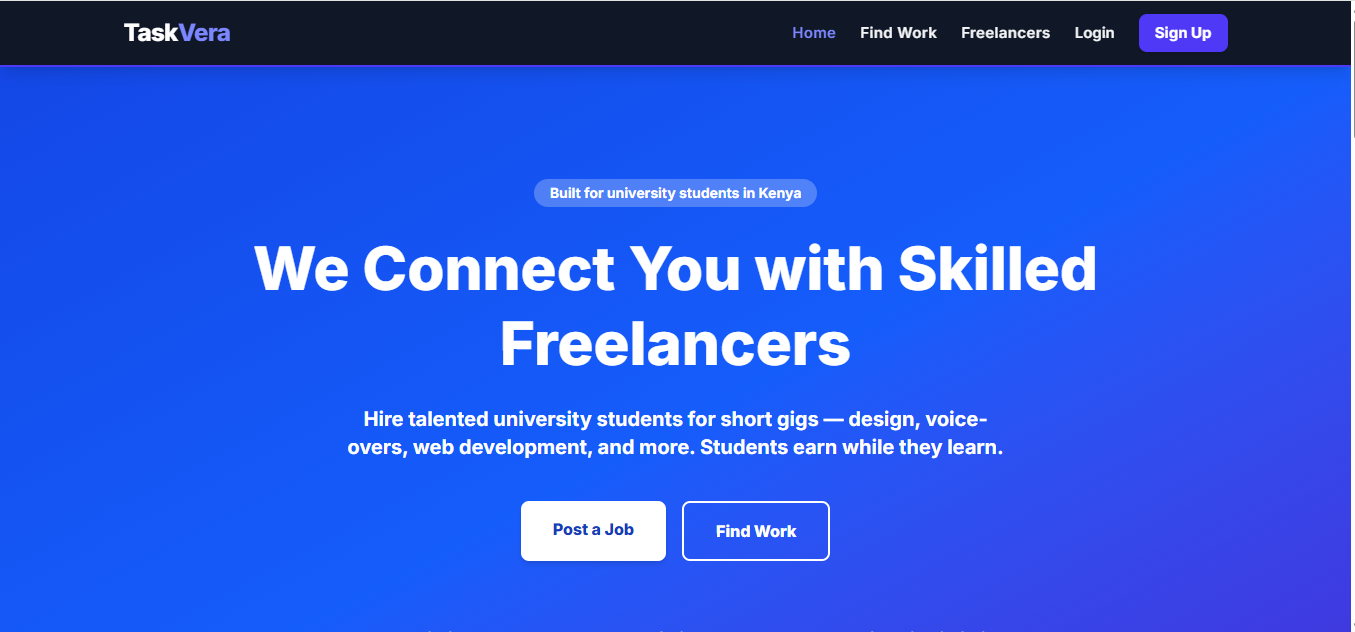 TaskVera
Home Find Work Freelancers Login Sign Up
Built for university students in Kenya
We Connect You with Skilled
Freelancers
Hire talented university students for short gigs — design, voice-
overs, web development, and more. Students earn while they learn.
Post a Job Find Work